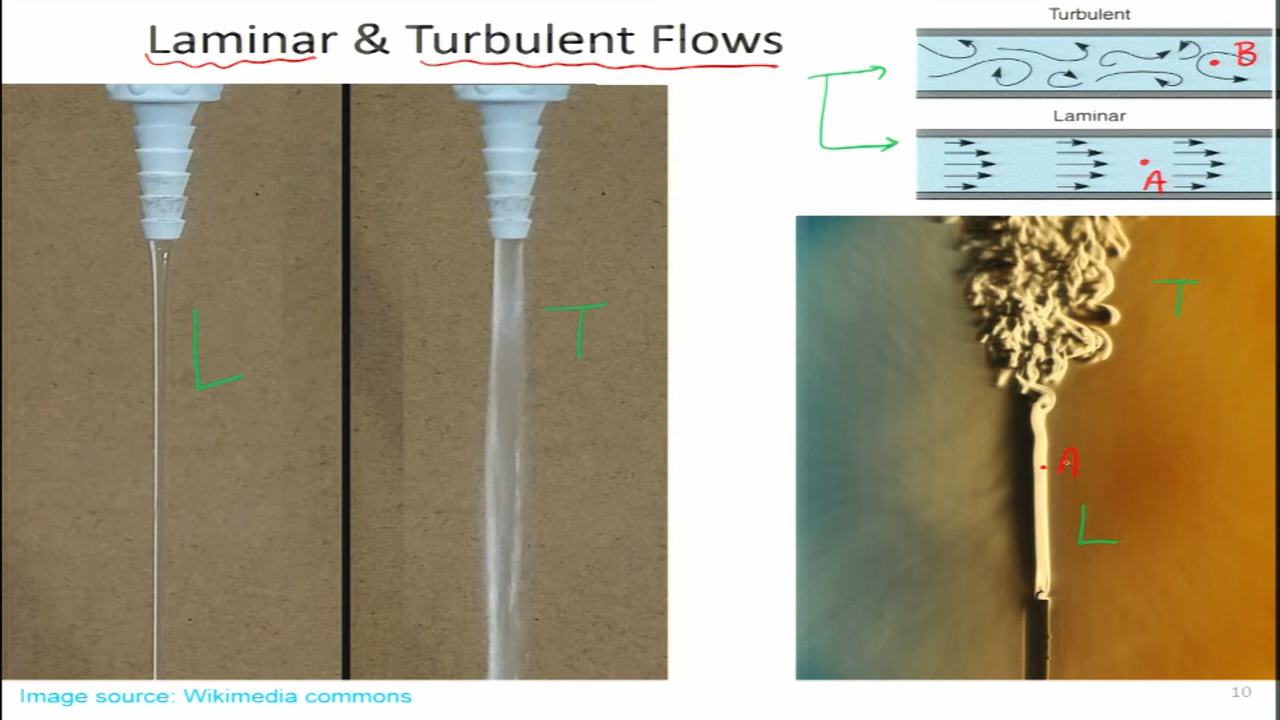 Laminar & Turbulent Flows
Turbulent
B
Laminar
A
L
T
T
A
L
Image source: Wikimedia commons
10